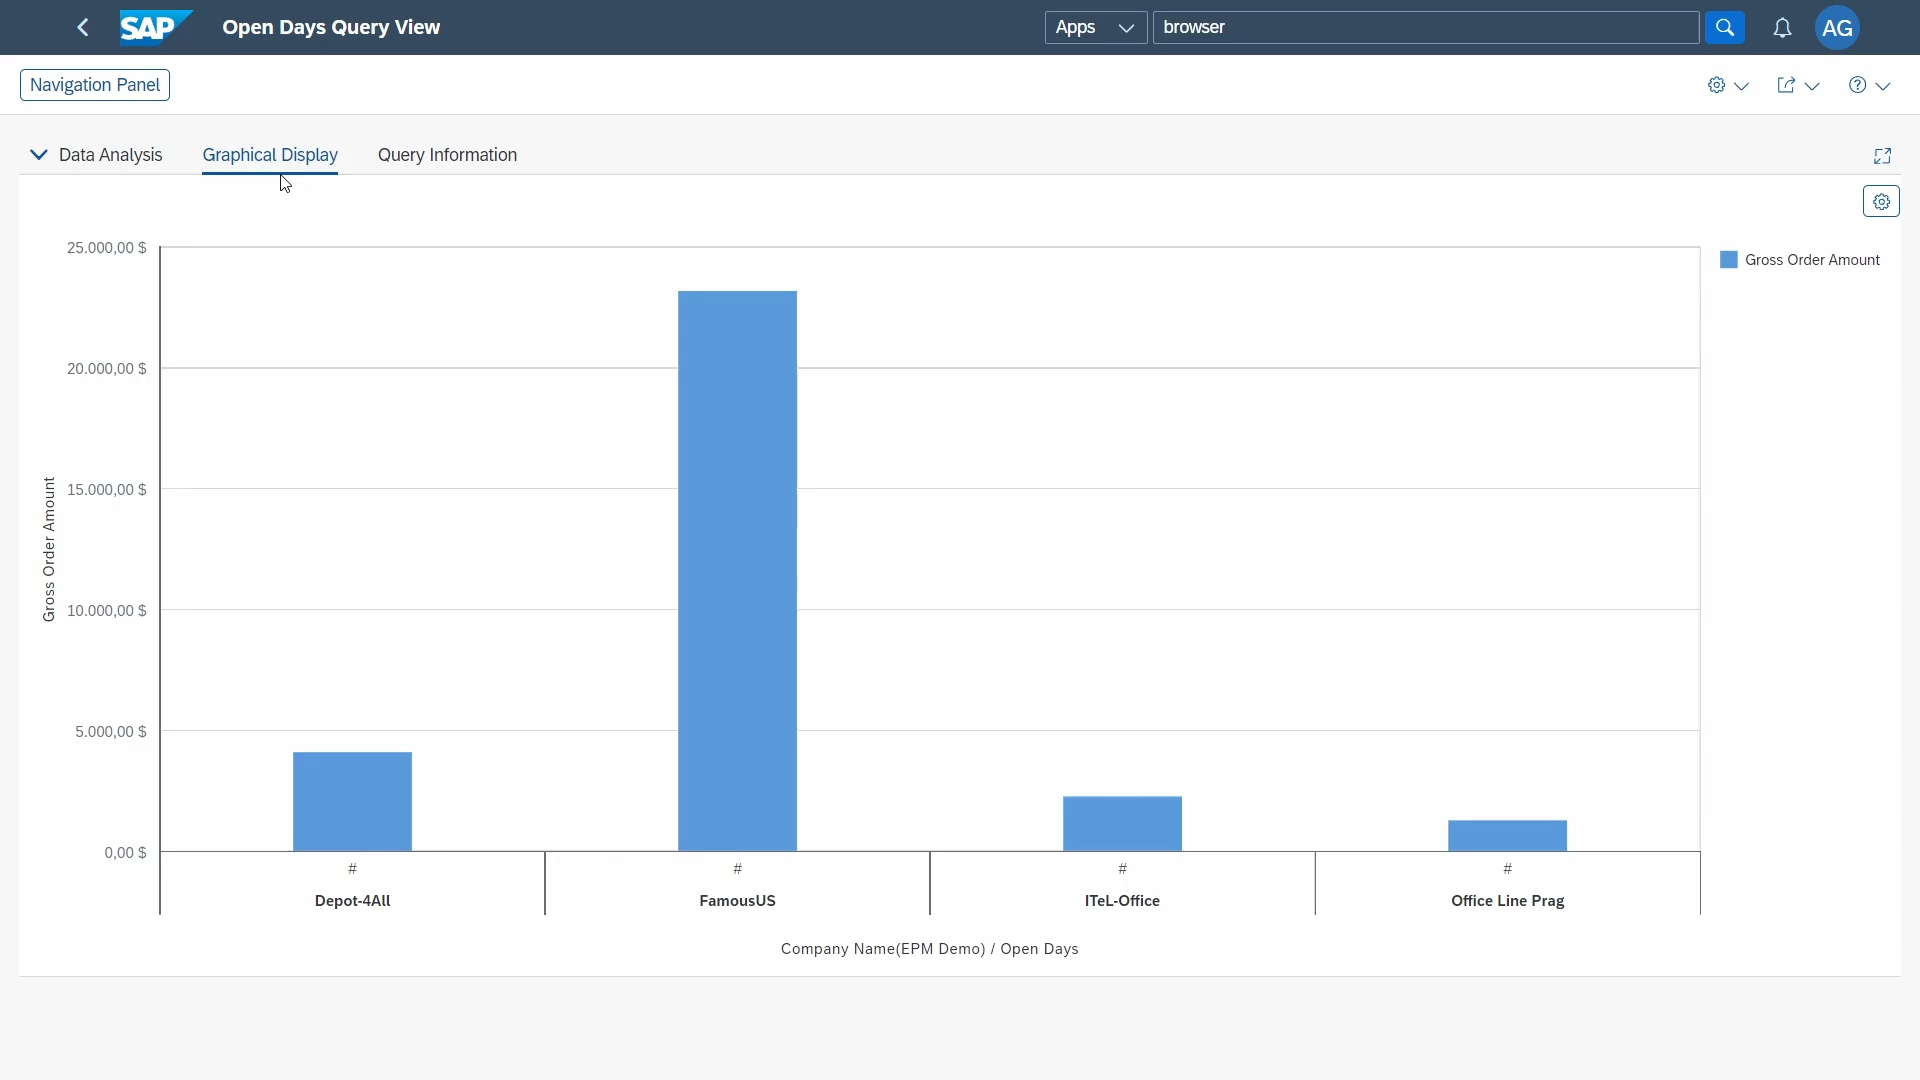 SAP
Open Days Query View
Apps
browser
AG
Navigation Panel
Data Analysis
Graphical Display
Query Information
25.000,00 $
20.000,00 $
15.000,00 $
10.000,00 $
5.000,00 $
0,00 $
Gross Order Amount
Gross Order Amount
# # # #
Depot-4All FamousUS ITeL-Office Office Line Prag
Company Name(EPM Demo) / Open Days